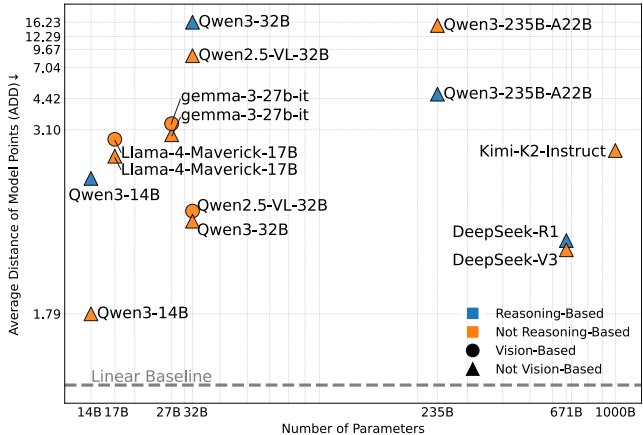 Average Distance of Model Points (ADD)↓
16.23
12.29
9.67
7.04
4.42
3.10
1.79
Qwen3-32B
Qwen2.5-VL-32B
Qwen3-235B-A22B
Qwen3-235B-A22B
gemma-3-27b-it
gemma-3-27b-it
Llama-4-Maverick-17B
Llama-4-Maverick-17B
Kimi-K2-Instruct
Qwen3-14B
Qwen2.5-VL-32B
Qwen3-32B
DeepSeek-R1
DeepSeek-V3
Qwen3-14B
Reasoning-Based
Not Reasoning-Based
Vision-Based
Not Vision-Based
Linear Baseline
14B 17B 27B 32B 235B 671B 1000B
Number of Parameters